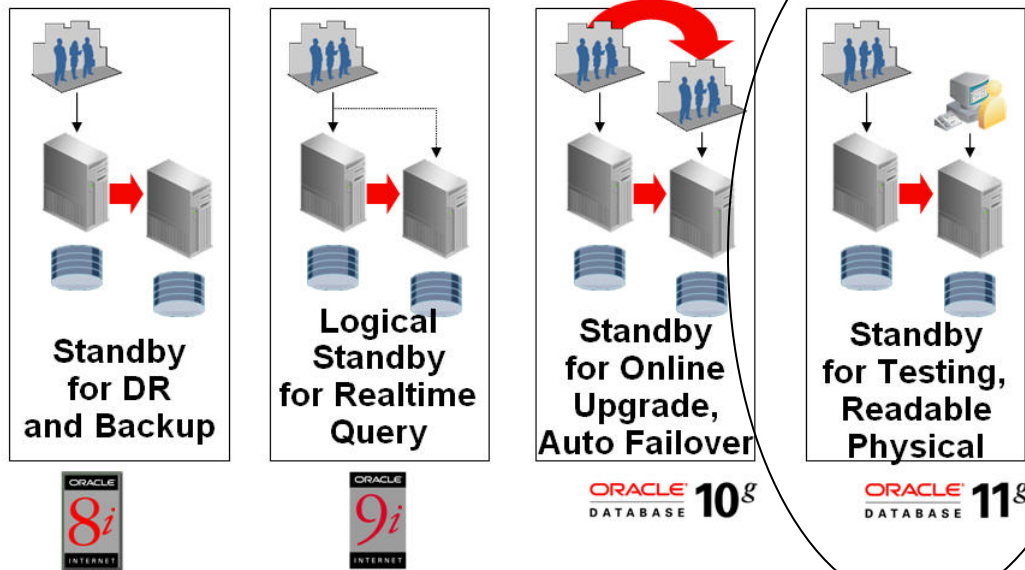 Standby
for DR
and Backup
Logical
Standby
for Realtime
Query
Standby
for Online
Upgrade,
Auto Failover
Standby
for Testing,
Readable
Physical
ORACLE
8i
INTERNET
ORACLE
9i
INTERNET
ORACLE
DATABASE 10g
ORACLE
DATABASE 11g